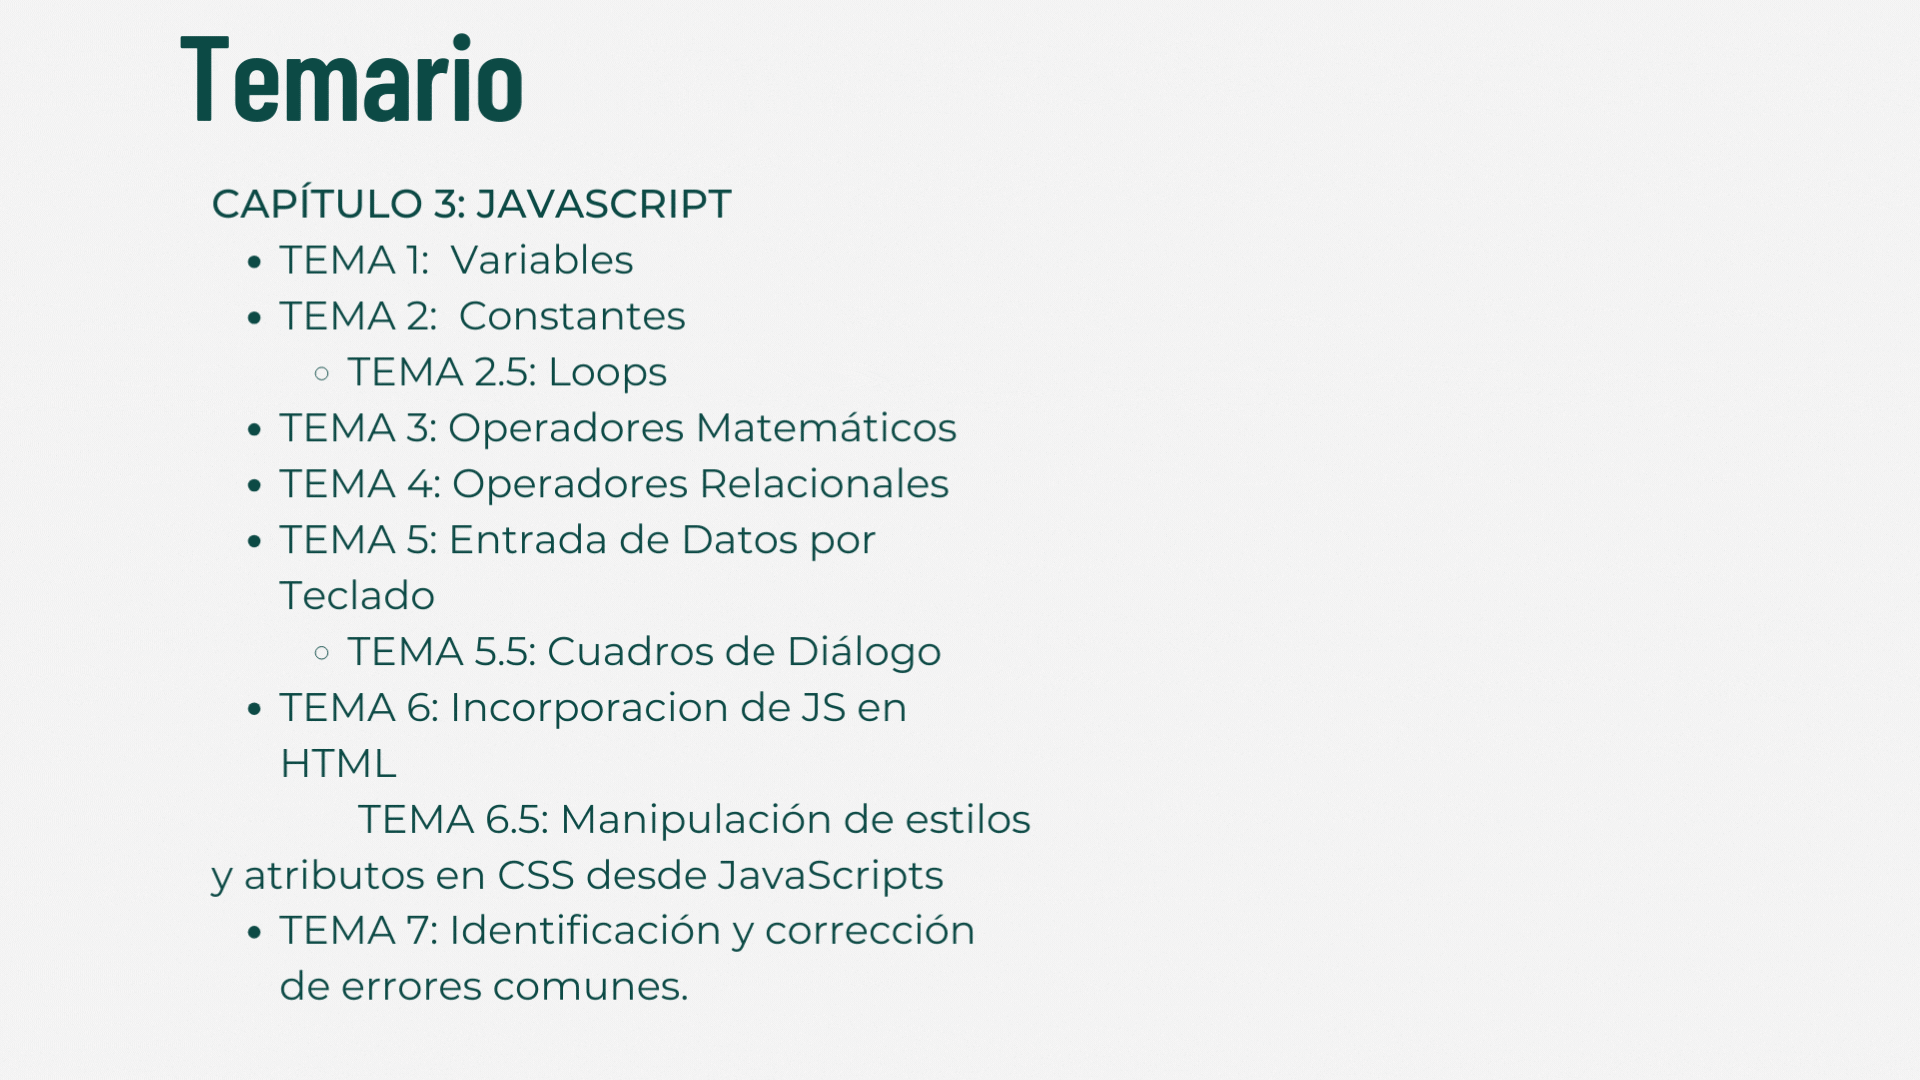 Temario
CAPÍTULO 3: JAVASCRIPT
TEMA 1:  Variables
TEMA 2:  Constantes
TEMA 2.5: Loops
TEMA 3: Operadores Matemáticos
TEMA 4: Operadores Relacionales
TEMA 5: Entrada de Datos por
Teclado
TEMA 5.5: Cuadros de Diálogo
TEMA 6: Incorporacion de JS en
HTML
TEMA 6.5: Manipulación de estilos
y atributos en CSS desde JavaScripts
TEMA 7: Identificación y corrección
de errores comunes.